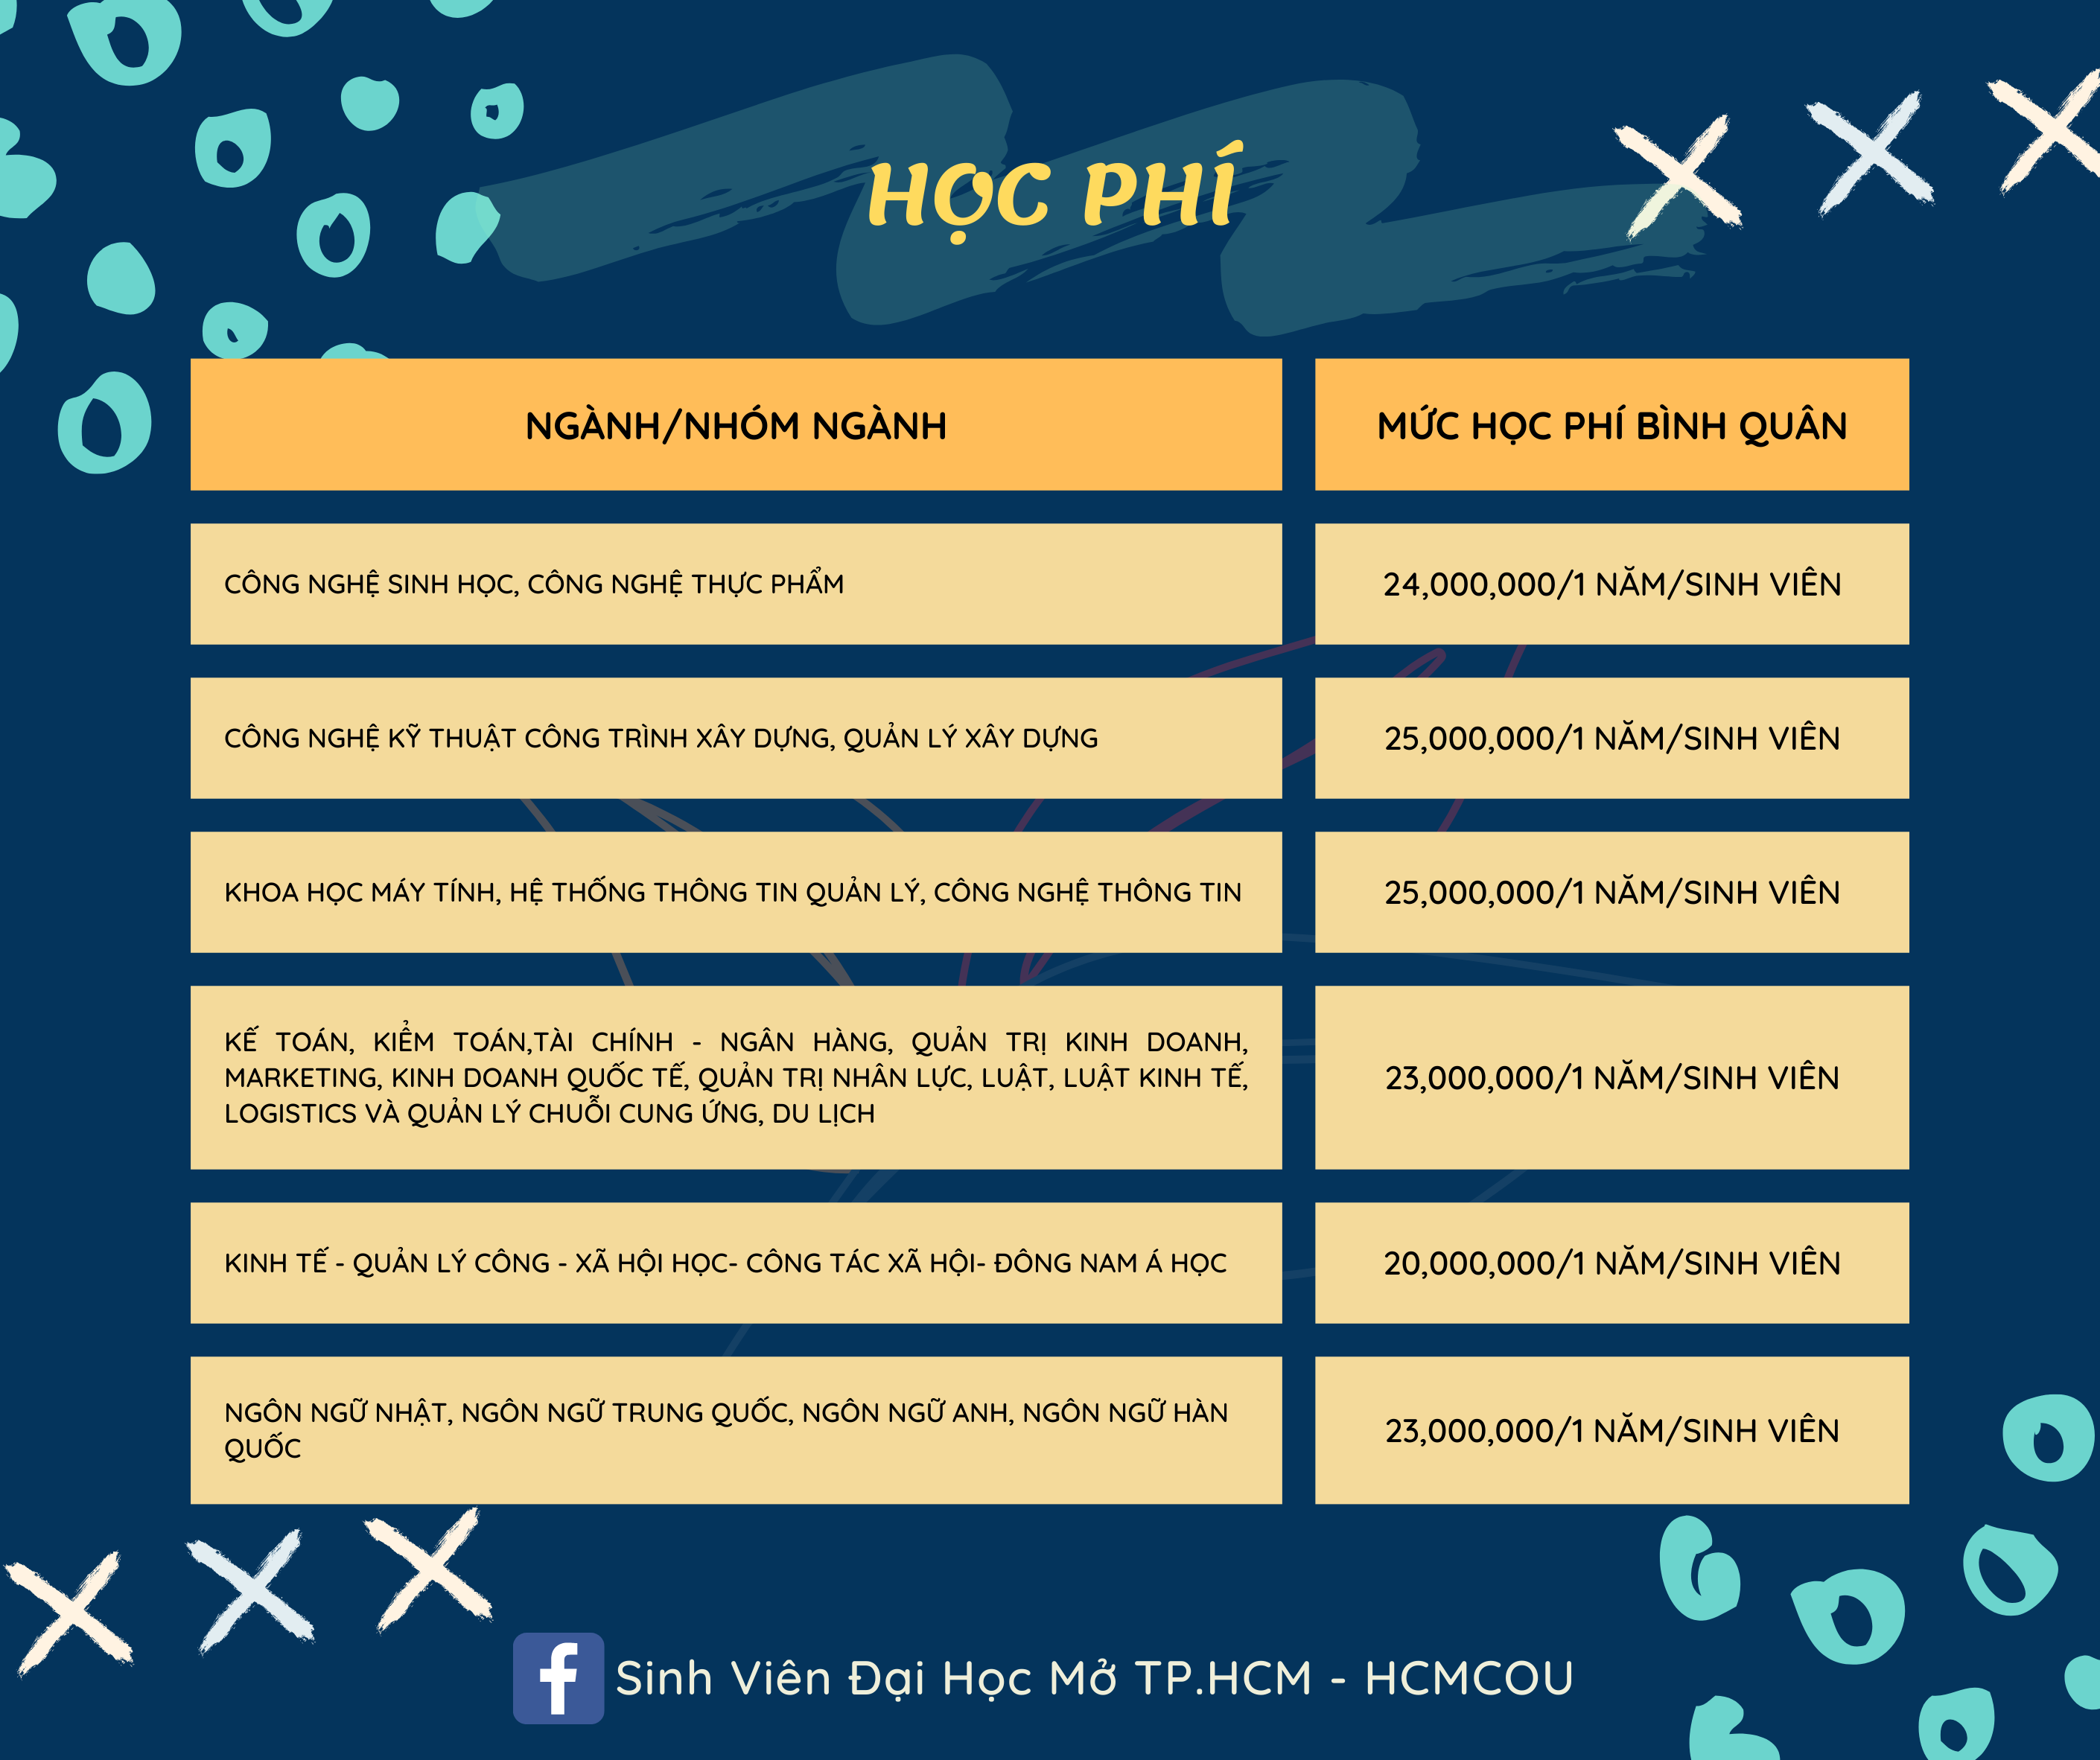 HỌC PHÍ
NGÀNH/NHÓM NGÀNH
MỨC HỌC PHÍ BÌNH QUÂN
CÔNG NGHỆ SINH HỌC, CÔNG NGHỆ THỰC PHẨM
24,000,000/1 NĂM/SINH VIÊN
CÔNG NGHỆ KỸ THUẬT CÔNG TRÌNH XÂY DỰNG, QUẢN LÝ XÂY DỰNG
25,000,000/1 NĂM/SINH VIÊN
KHOA HỌC MÁY TÍNH, HỆ THỐNG THÔNG TIN QUẢN LÝ, CÔNG NGHỆ THÔNG TIN
25,000,000/1 NĂM/SINH VIÊN
KẾ TOÁN, KIỂM TOÁN,TÀI CHÍNH - NGÂN HÀNG, QUẢN TRỊ KINH DOANH,
MARKETING, KINH DOANH QUỐC TẾ, QUẢN TRỊ NHÂN LỰC, LUẬT, LUẬT KINH TẾ,
LOGISTICS VÀ QUẢN LÝ CHUỖI CUNG ỨNG, DU LỊCH
23,000,000/1 NĂM/SINH VIÊN
KINH TẾ - QUẢN LÝ CÔNG - XÃ HỘI HỌC- CÔNG TÁC XÃ HỘI- ĐÔNG NAM Á HỌC
20,000,000/1 NĂM/SINH VIÊN
NGÔN NGỮ NHẬT, NGÔN NGỮ TRUNG QUỐC, NGÔN NGỮ ANH, NGÔN NGỮ HÀN
QUỐC
23,000,000/1 NĂM/SINH VIÊN
Sinh Viên Đại Học Mở TP.HCM - HCMCOU